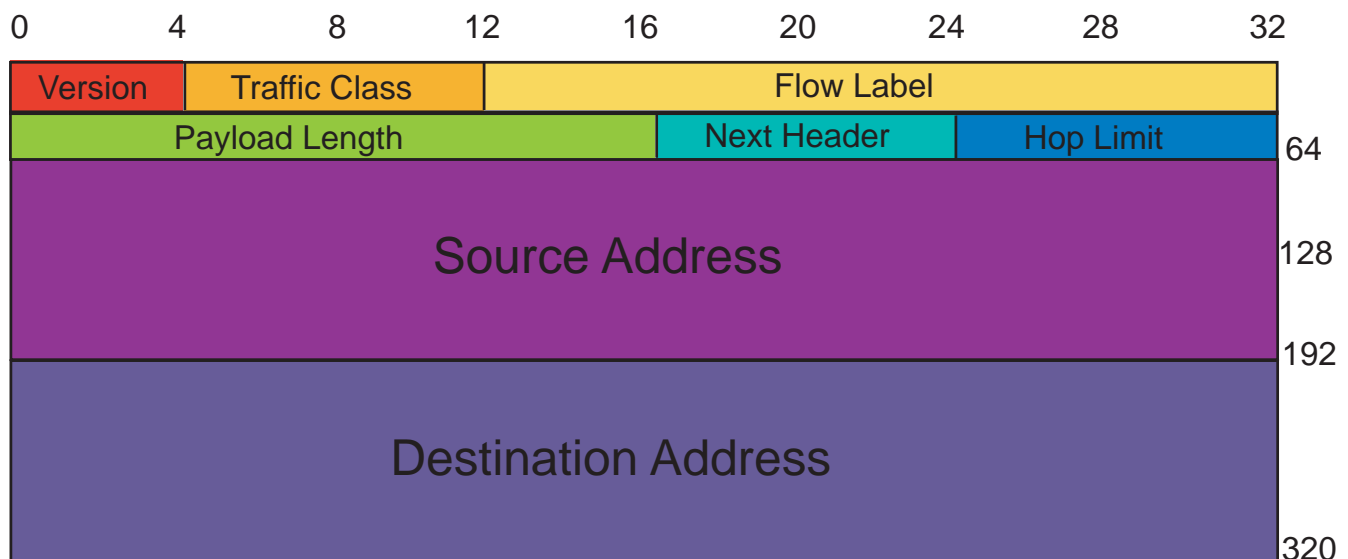 0 4 8 12 16 20 24 28 32
Version Traffic Class Flow Label
Payload Length Next Header Hop Limit 64
Source Address 128
192
Destination Address
320